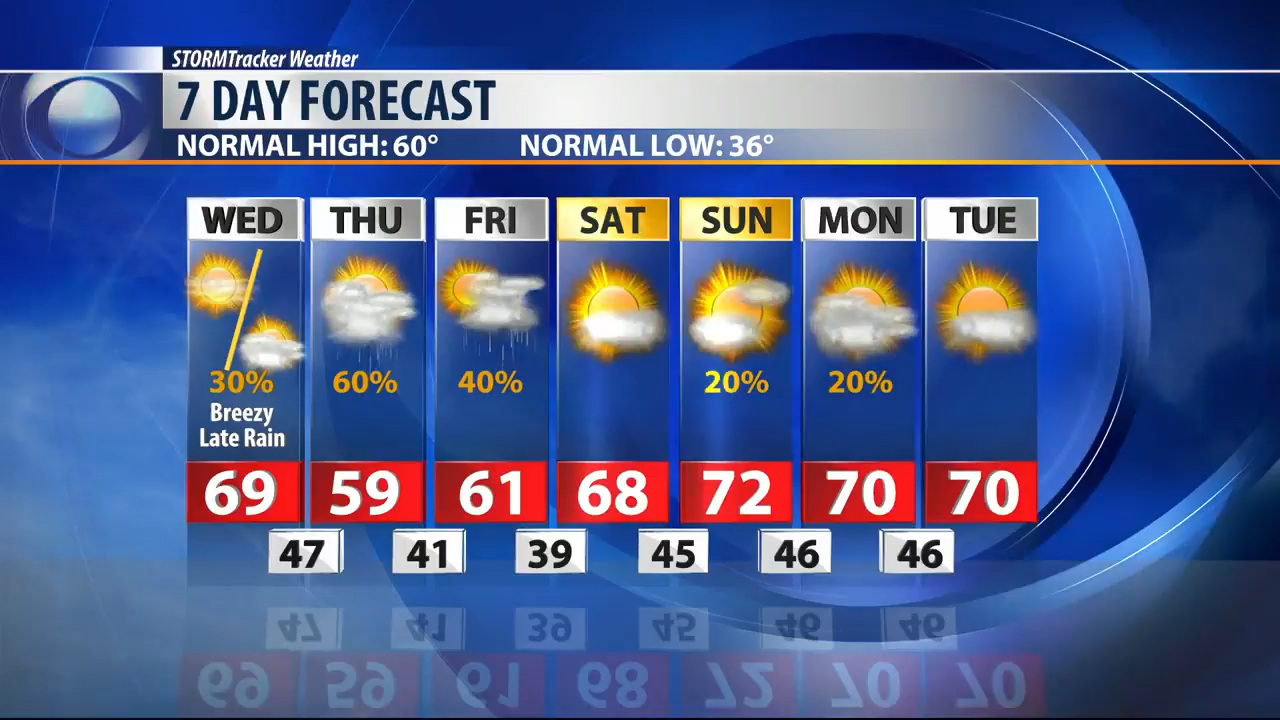 STORMTracker Weather
7 DAY FORECAST
NORMAL HIGH: 60° NORMAL LOW: 36°
WED THU FRI SAT SUN MON TUE
30% 60% 40% 20% 20%
Breezy
Late Rain
69 59 61 68 72 70 70
47 41 39 45 46 46